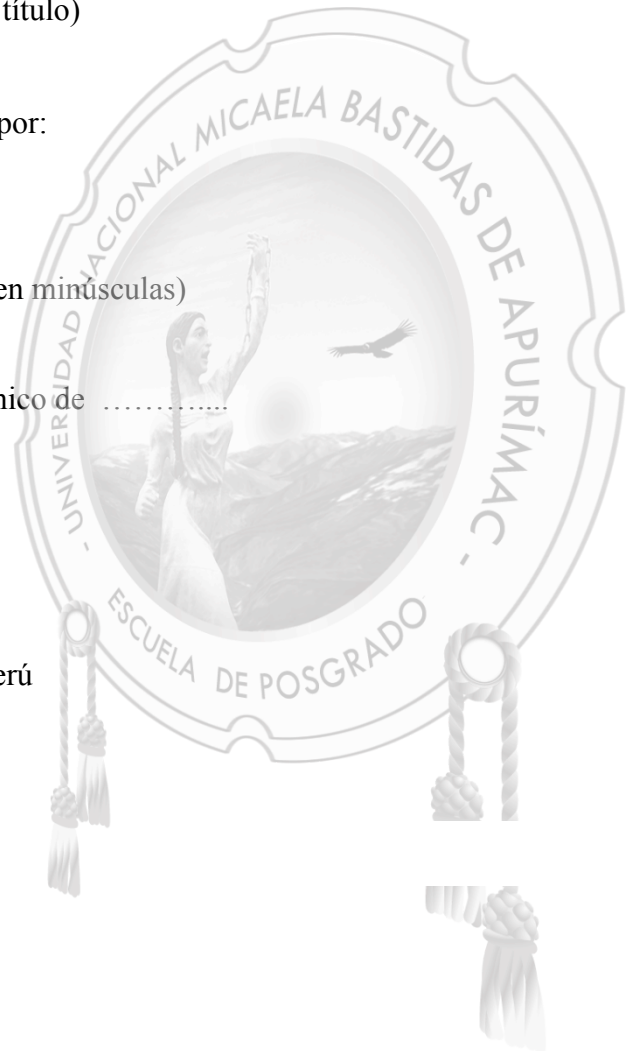 título)
por:
en minúsculas)
nico de ………....
erú
- UNIVERSIDAD NACIONAL MICAELA BASTIDAS DE APURÍMAC -
ESCUELA DE POSGRADO